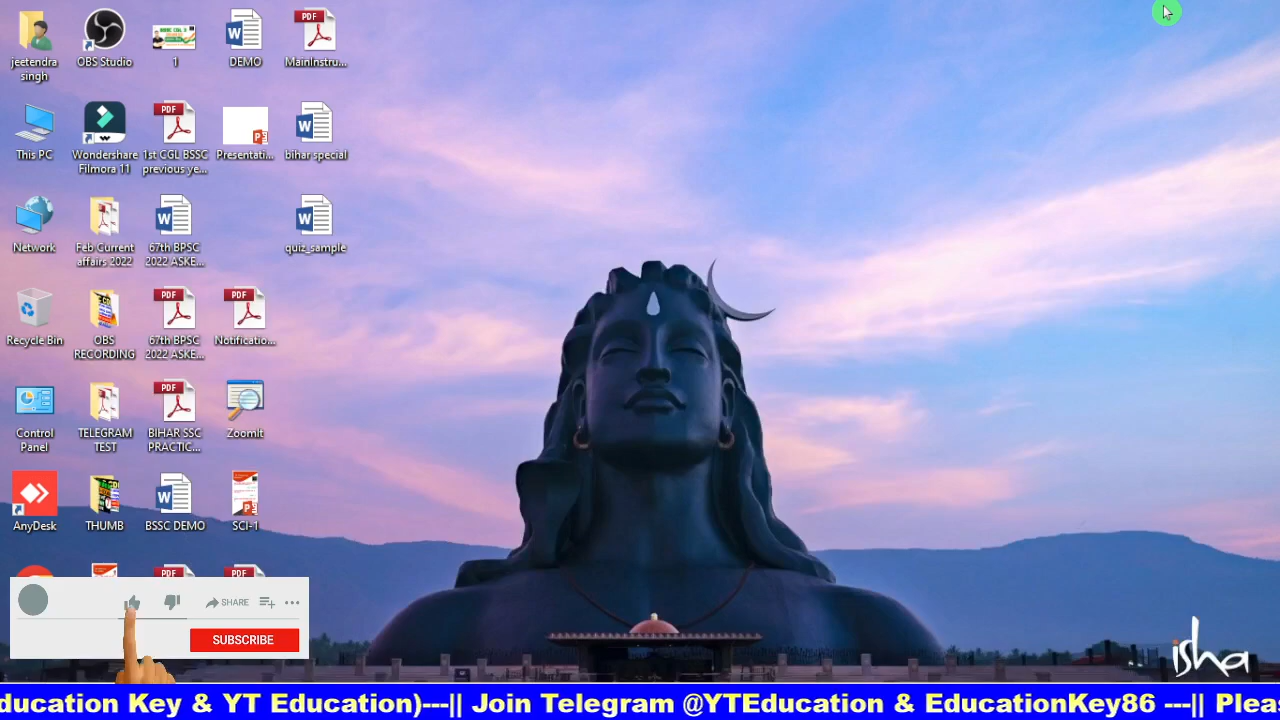 jeetendra
singh
OBS Studio
1
DEMO
MainInstru...
This PC
Wondershare
Filmora 11
1st CGL BSSC
previous ye...
Presentati...
bihar special
Network
Feb Current
affairs 2022
67th BPSC
2022 ASKE...
quiz_sample
Recycle Bin
OBS
RECORDING
67th BPSC
2022 ASKE...
Notificatio...
Control
Panel
TELEGRAM
TEST
BIHAR SSC
PRACTIC...
ZoomIt
AnyDesk
THUMB
BSSC DEMO
SCI-1
SHARE
SUBSCRIBE
isha
ducation Key & YT Education)---|| Join Telegram @YTEducation & EducationKey86 ---|| Plea